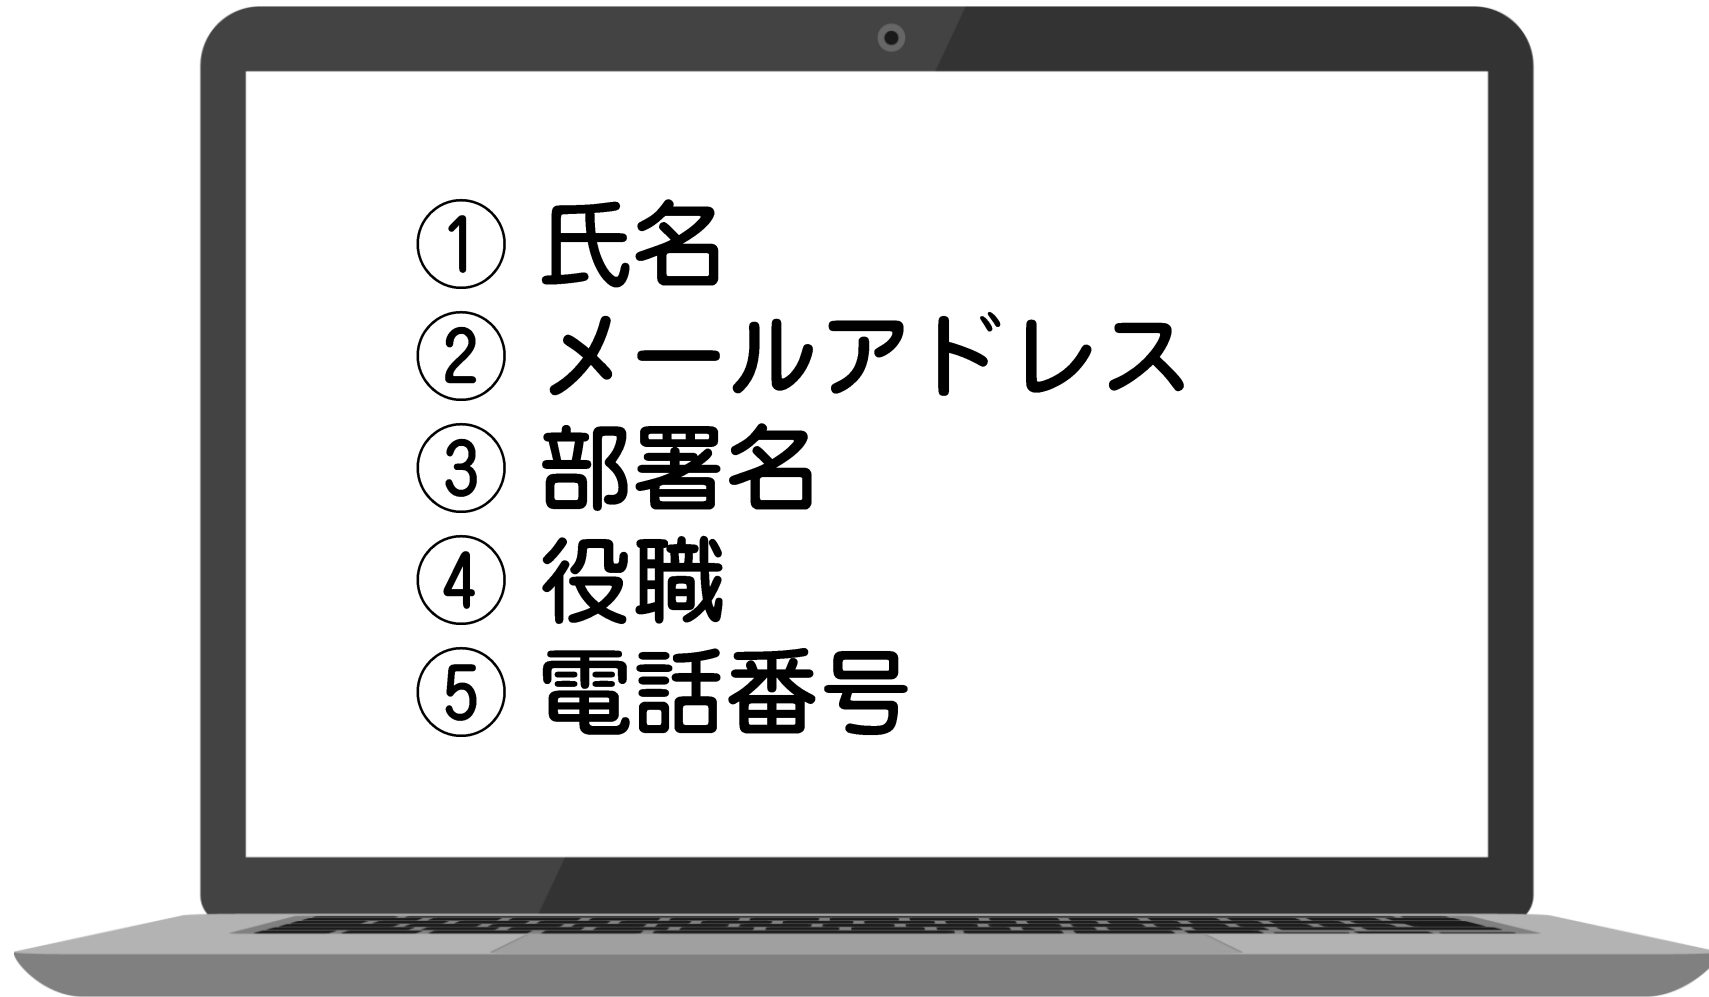 ① 氏名
② メールアドレス
③ 部署名
④ 役職
⑤ 電話番号